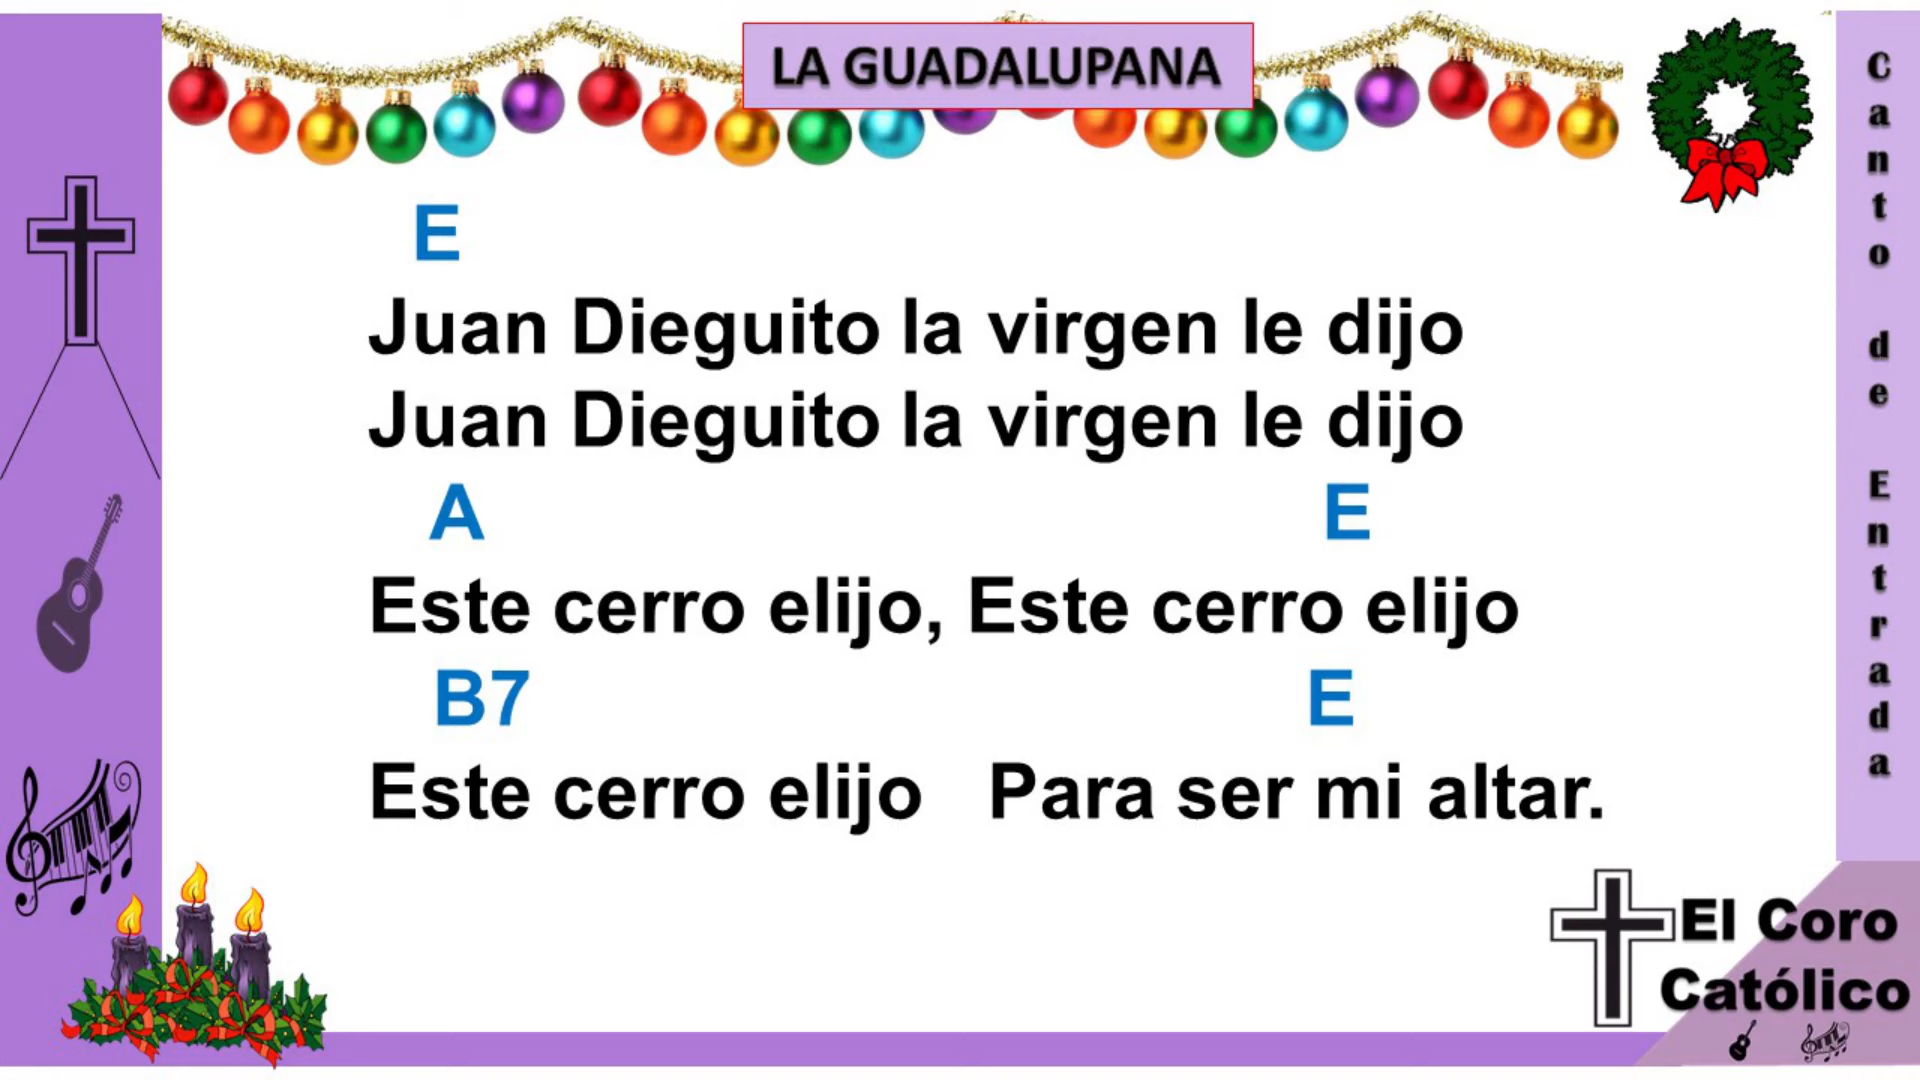 LA GUADALUPANA
E
Juan Dieguito la virgen le dijo
Juan Dieguito la virgen le dijo
A E
Este cerro elijo, Este cerro elijo
B7 E
Este cerro elijo Para ser mi altar.
Canto de Entrada
El Coro
Católico